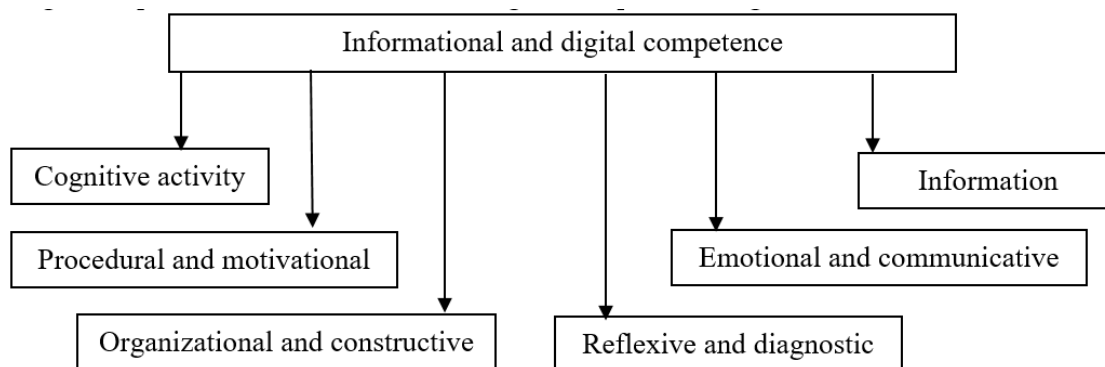 Informational and digital competence
Cognitive activity
Information
Procedural and motivational
Emotional and communicative
Organizational and constructive
Reflexive and diagnostic